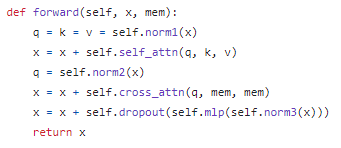 def forward(self, x, mem):
    q = k = v = self.norm1(x)
    x = x + self.self_attn(q, k, v)
    q = self.norm2(x)
    x = x + self.cross_attn(q, mem, mem)
    x = x + self.dropout(self.mlp(self.norm3(x)))
    return x